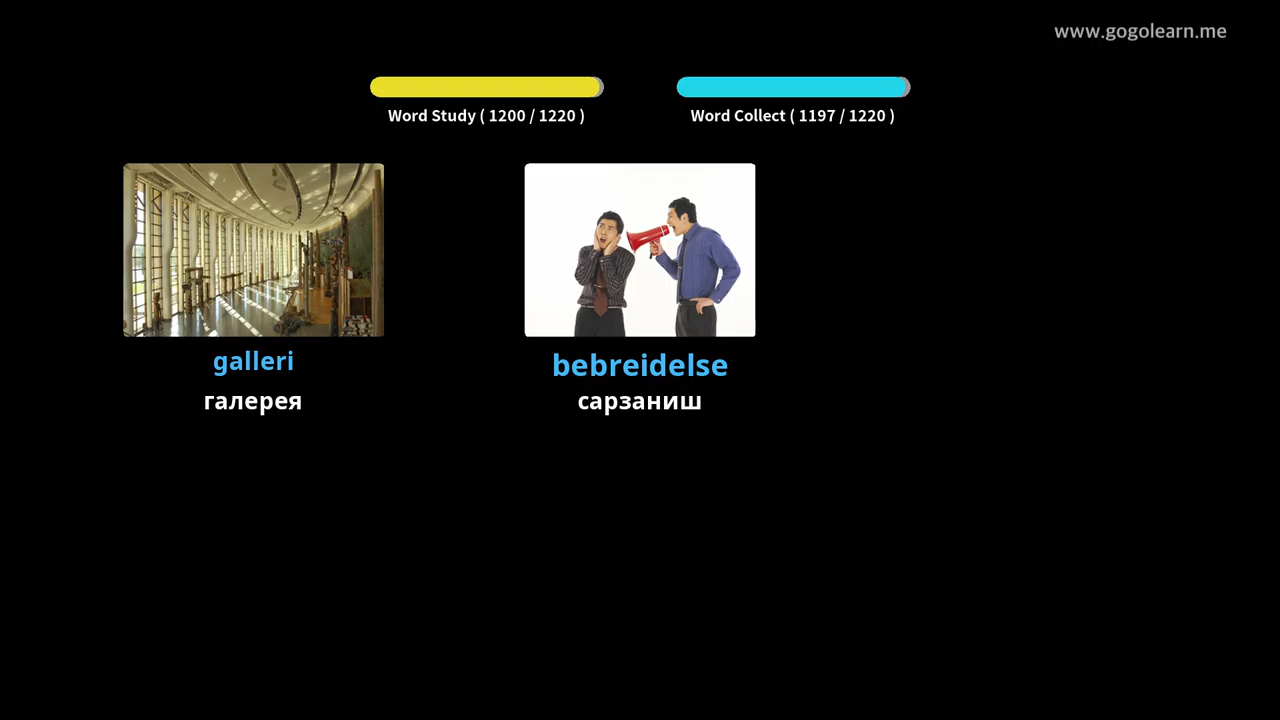 www.gogolearn.me
Word Study ( 1200 / 1220 )
Word Collect ( 1197 / 1220 )
galleri
галерея
bebreidelse
сарзаниш